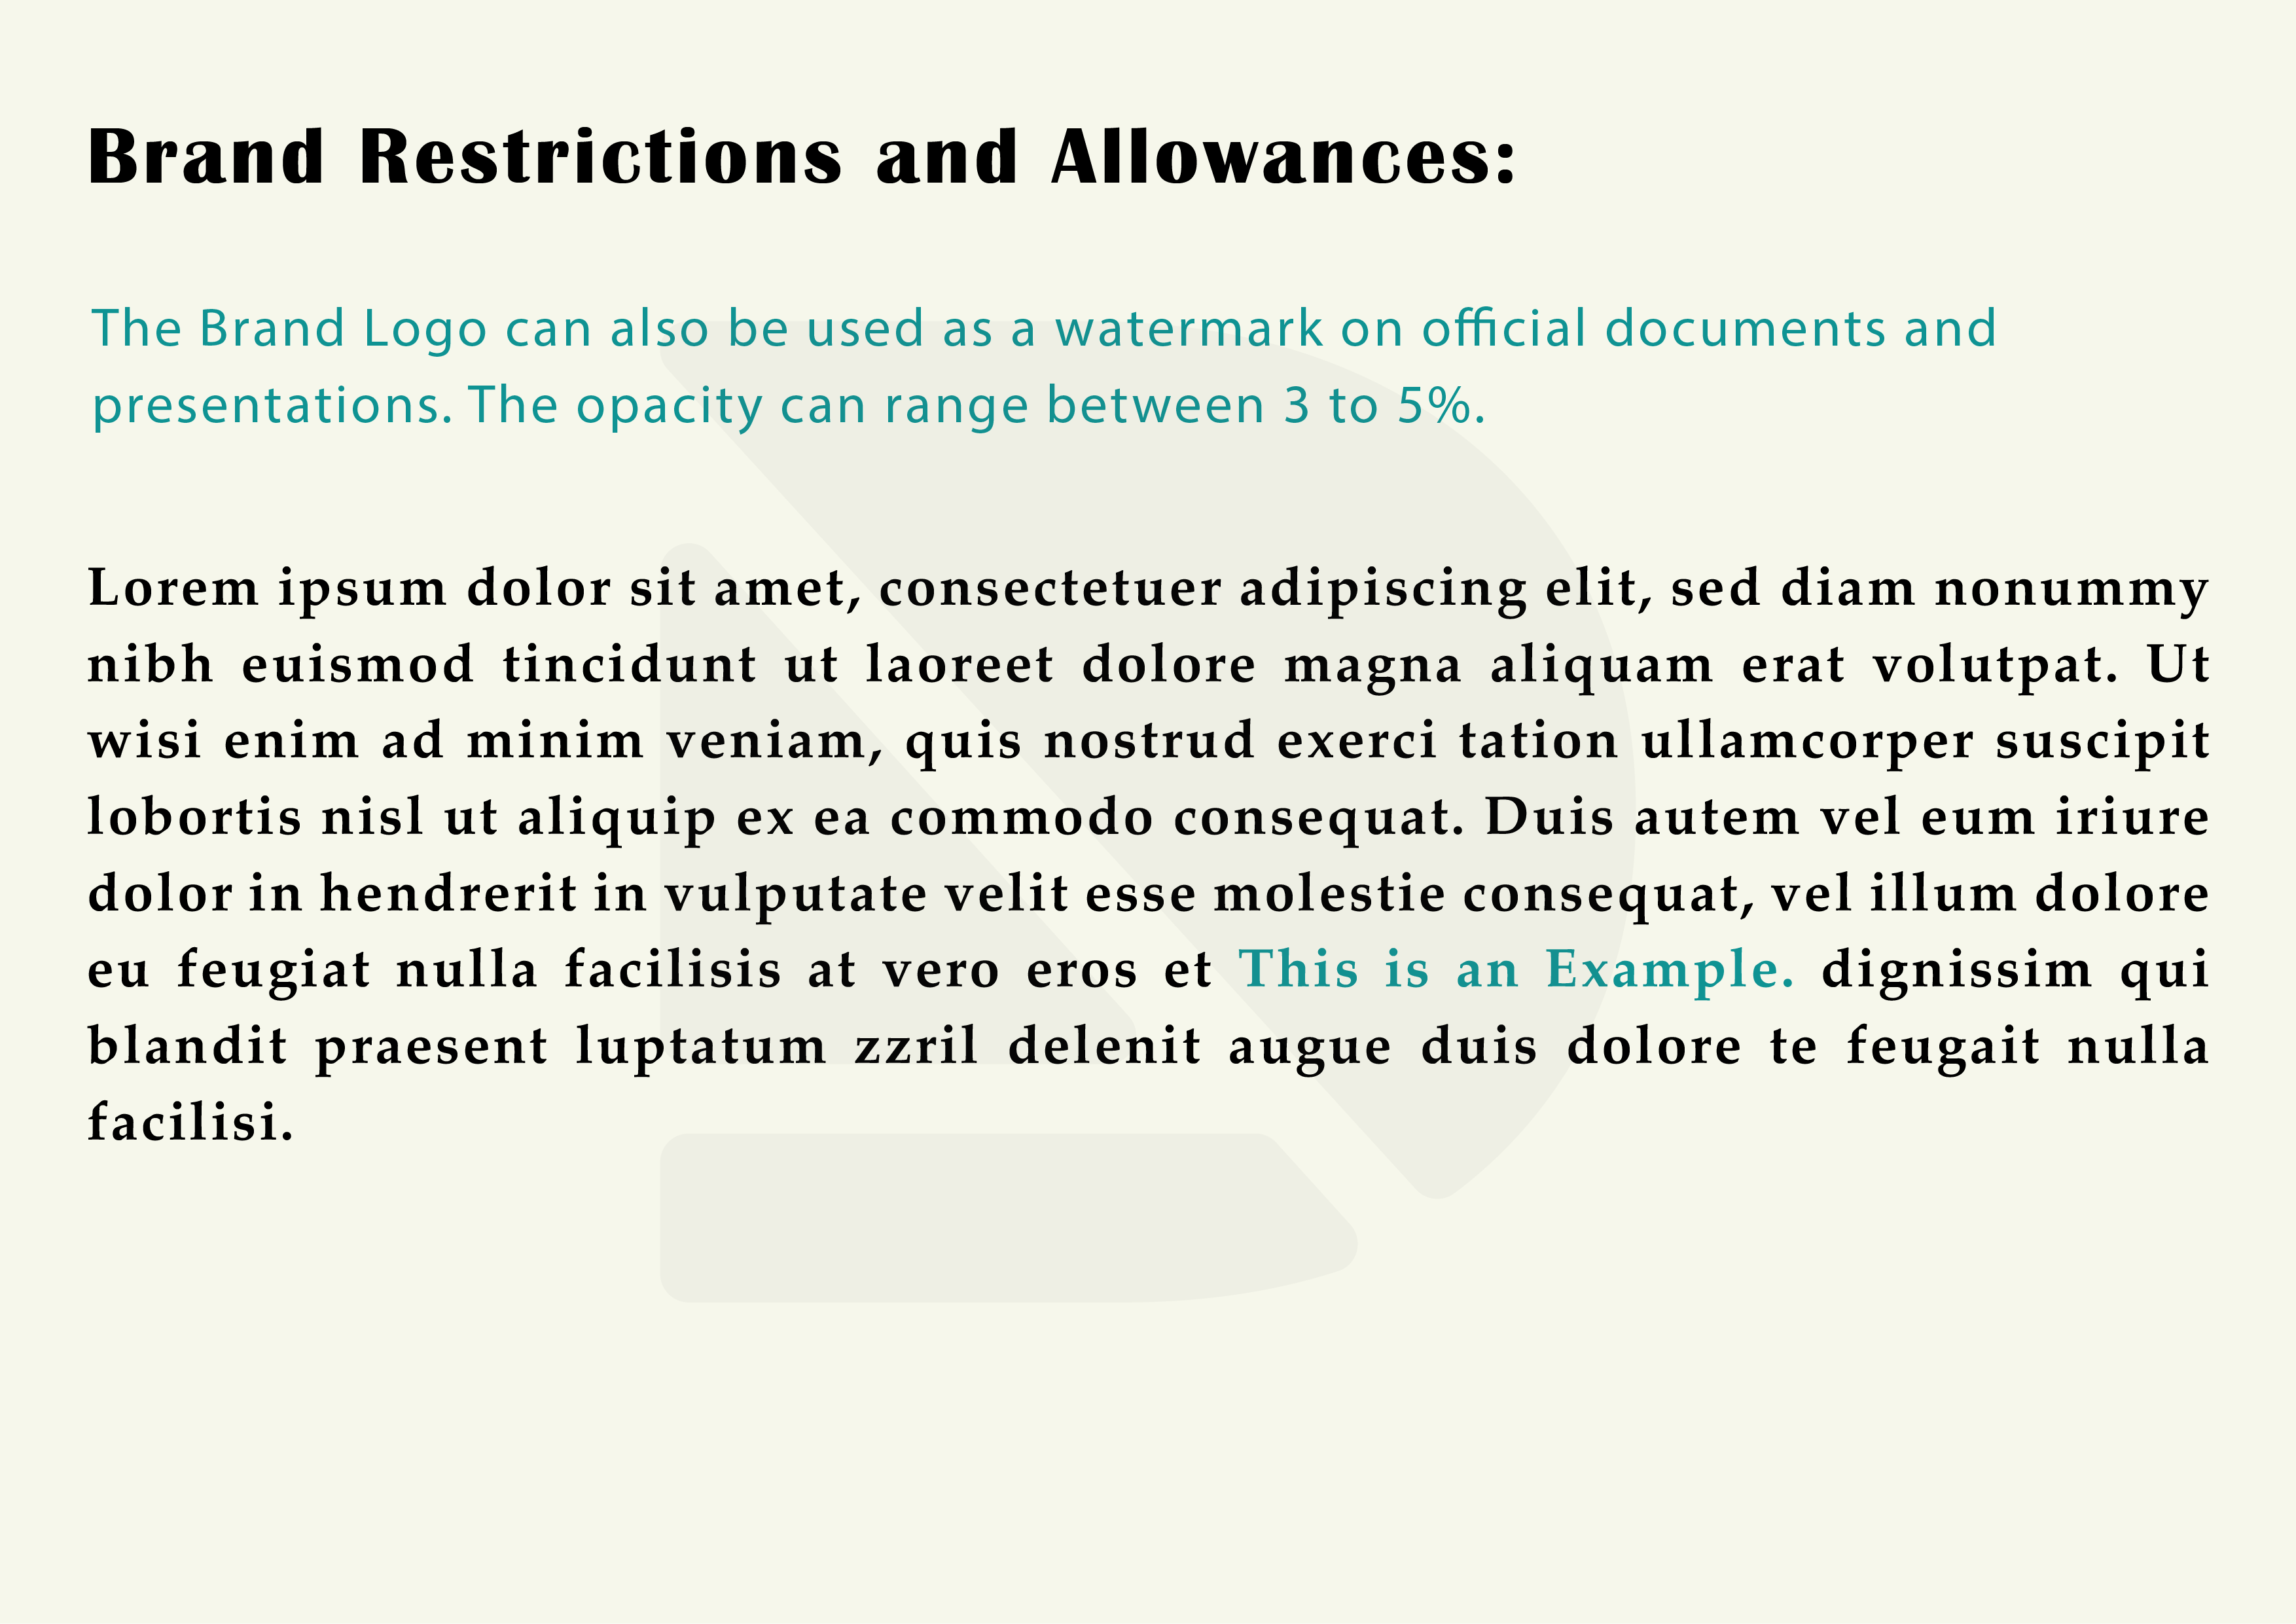 Brand Restrictions and Allowances:
The Brand Logo can also be used as a watermark on official documents and
presentations. The opacity can range between 3 to 5%.
Lorem ipsum dolor sit amet, consectetuer adipiscing elit, sed diam nonummy
nibh euismod tincidunt ut laoreet dolore magna aliquam erat volutpat. Ut
wisi enim ad minim veniam, quis nostrud exerci tation ullamcorper suscipit
lobortis nisl ut aliquip ex ea commodo consequat. Duis autem vel eum iriure
dolor in hendrerit in vulputate velit esse molestie consequat, vel illum dolore
eu feugiat nulla facilisis at vero eros et This is an Example. dignissim qui
blandit praesent luptatum zzril delenit augue duis dolore te feugait nulla
facilisi.